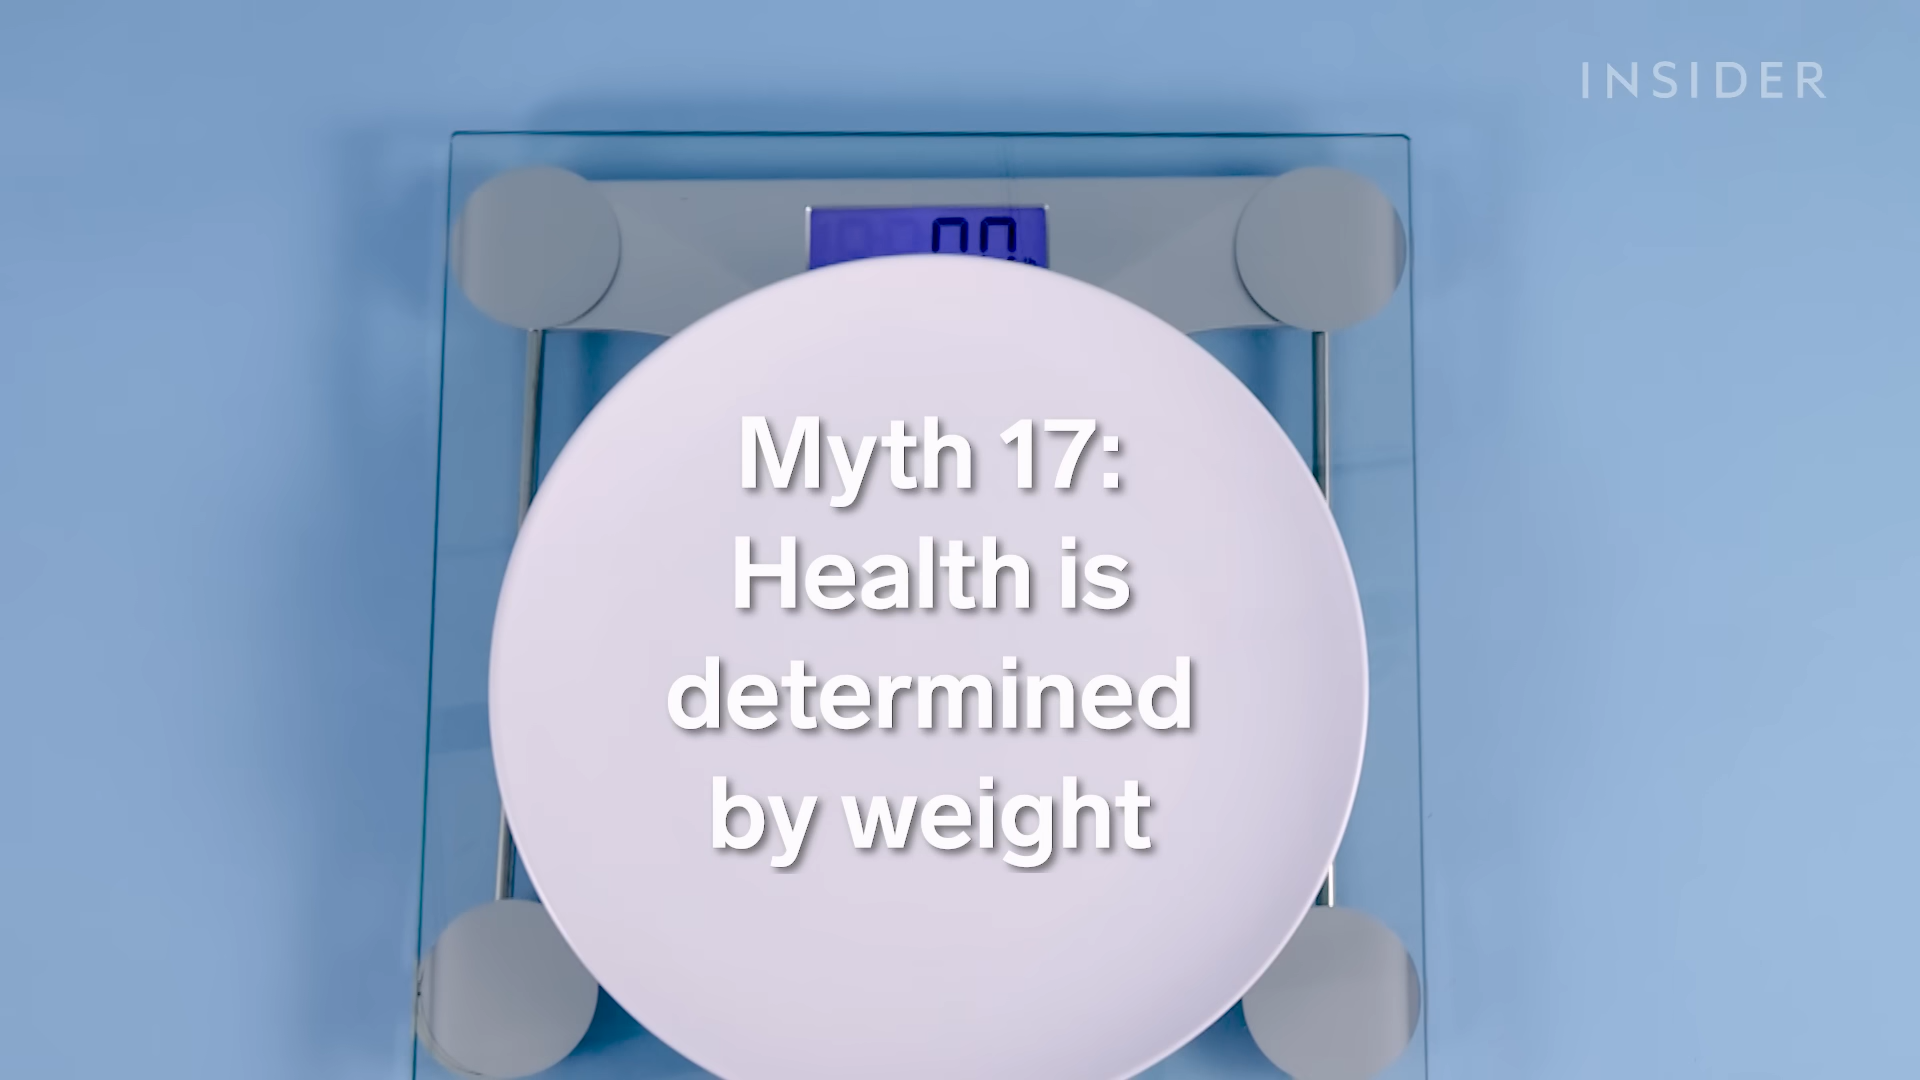 INSIDER
Myth 17:
Health is
determined
by weight